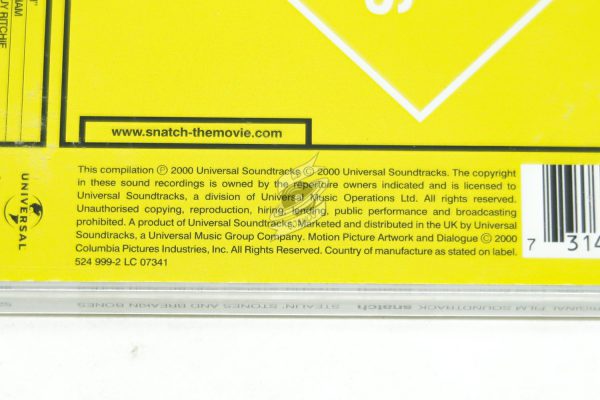 HAM
UY RITCHIE
S
www.snatch-themovie.com
UNIVERSAL
This compilation ℗ 2000 Universal Soundtracks © 2000 Universal Soundtracks. The copyright
in these sound recordings is owned by the repertoire owners indicated and is licensed to
Universal Soundtracks, a division of Universal Music Operations Ltd. All rights reserved.
Unauthorised copying, reproduction, hiring, lending, public performance and broadcasting
prohibited. A product of Universal Soundtracks. Marketed and distributed in the UK by Universal
Soundtracks, a Universal Music Group Company. Motion Picture Artwork and Dialogue © 2000
Columbia Pictures Industries, Inc. All Rights Reserved. Country of manufacture as stated on label.
524 999-2 LC 07341
7 314
STEALIN' STONES AND BREAKIN' BONES
snatch
ORIGINAL FILM SOUNDTRACK